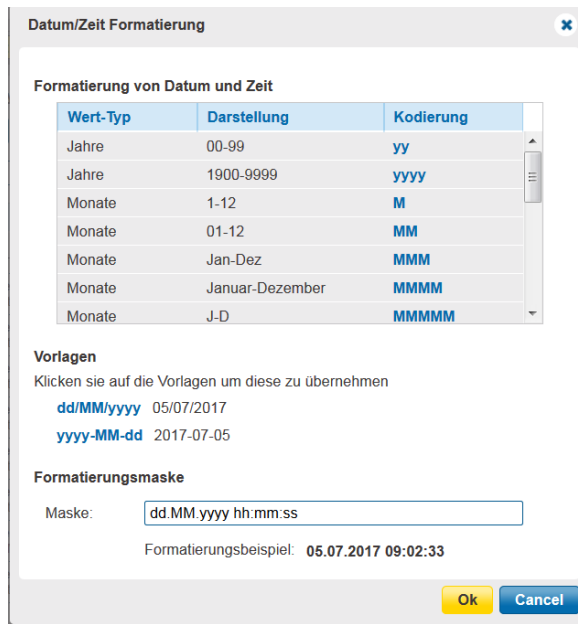 Datum/Zeit Formatierung
Formatierung von Datum und Zeit
Wert-Typ Darstellung Kodierung
Jahre 00-99 yy
Jahre 1900-9999 yyyy
Monate 1-12 M
Monate 01-12 MM
Monate Jan-Dez MMM
Monate Januar-Dezember MMMM
Monate J-D MMMMM
Vorlagen
Klicken sie auf die Vorlagen um diese zu übernehmen
dd/MM/yyyy 05/07/2017
yyyy-MM-dd 2017-07-05
Formatierungsmaske
Maske: dd.MM.yyyy hh:mm:ss
Formatierungsbeispiel: 05.07.2017 09:02:33
Ok Cancel